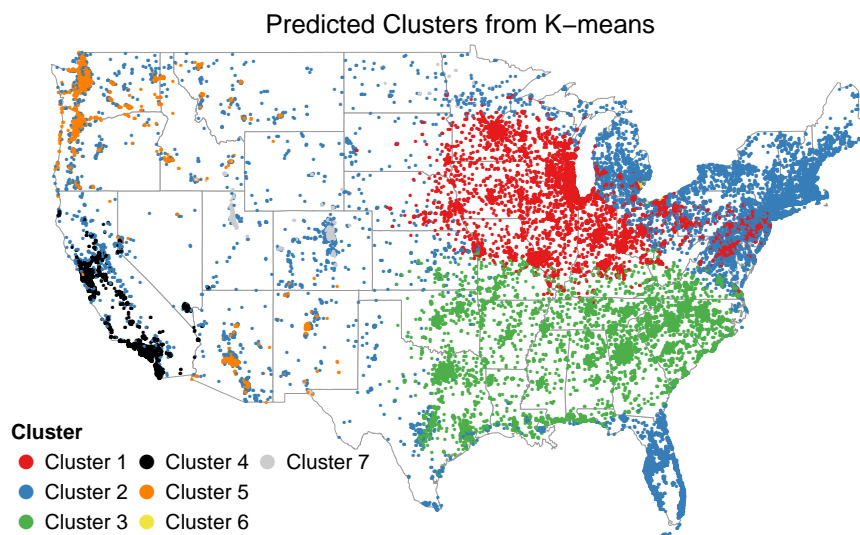 Predicted Clusters from K−means
Cluster
Cluster 1 Cluster 4 Cluster 7
Cluster 2 Cluster 5
Cluster 3 Cluster 6